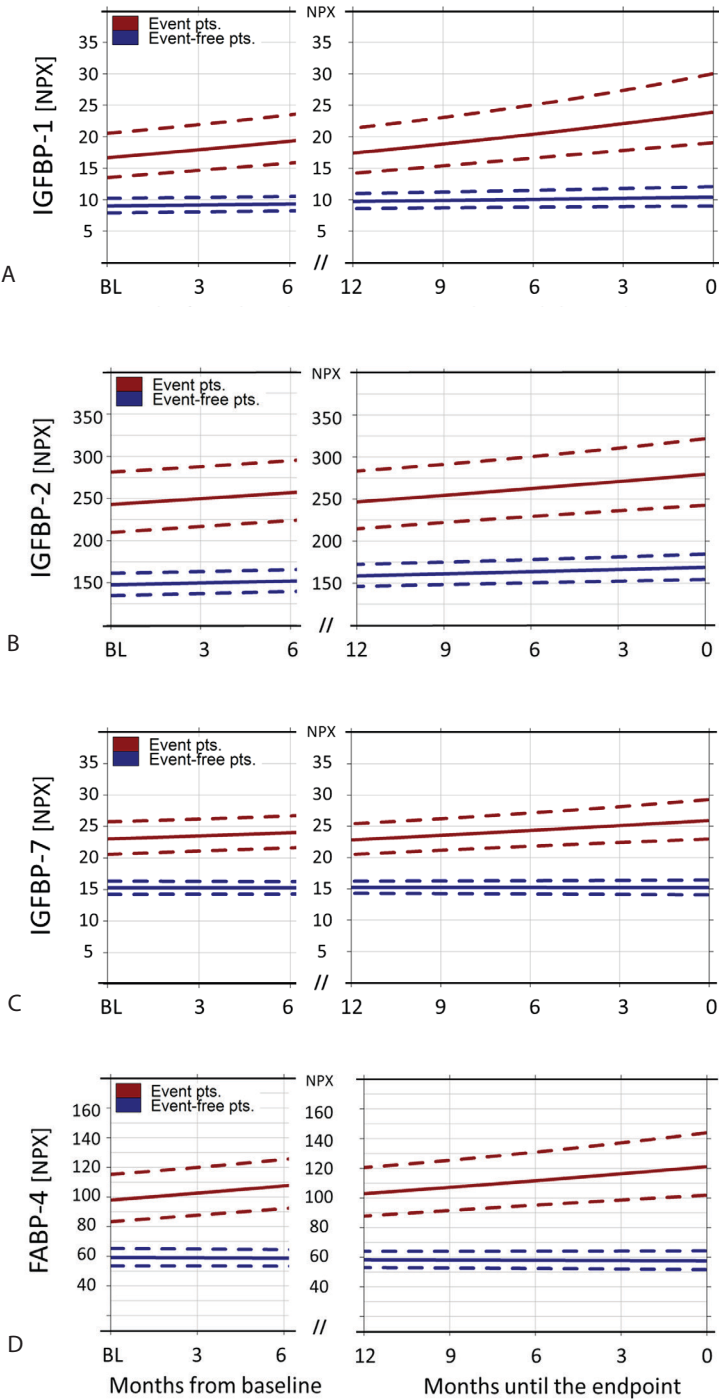 NPX
Event pts.
Event-free pts.
IGFBP-1 [NPX]
40 40
35 35
30 30
25 25
20 20
15 15
10 10
5 5
A
BL 3 6 // 12 9 6 3 0
NPX
Event pts.
Event-free pts.
IGFBP-2 [NPX]
350 350
300 300
250 250
200 200
150 150
B
BL 3 6 // 12 9 6 3 0
NPX
Event pts.
Event-free pts.
IGFBP-7 [NPX]
35 35
30 30
25 25
20 20
15 15
10 10
5 5
C
BL 3 6 // 12 9 6 3 0
NPX
Event pts.
Event-free pts.
FABP-4 [NPX]
160 160
140 140
120 120
100 100
80 80
60 60
40 40
D
BL 3 6 // 12 9 6 3 0
Months from baseline Months until the endpoint